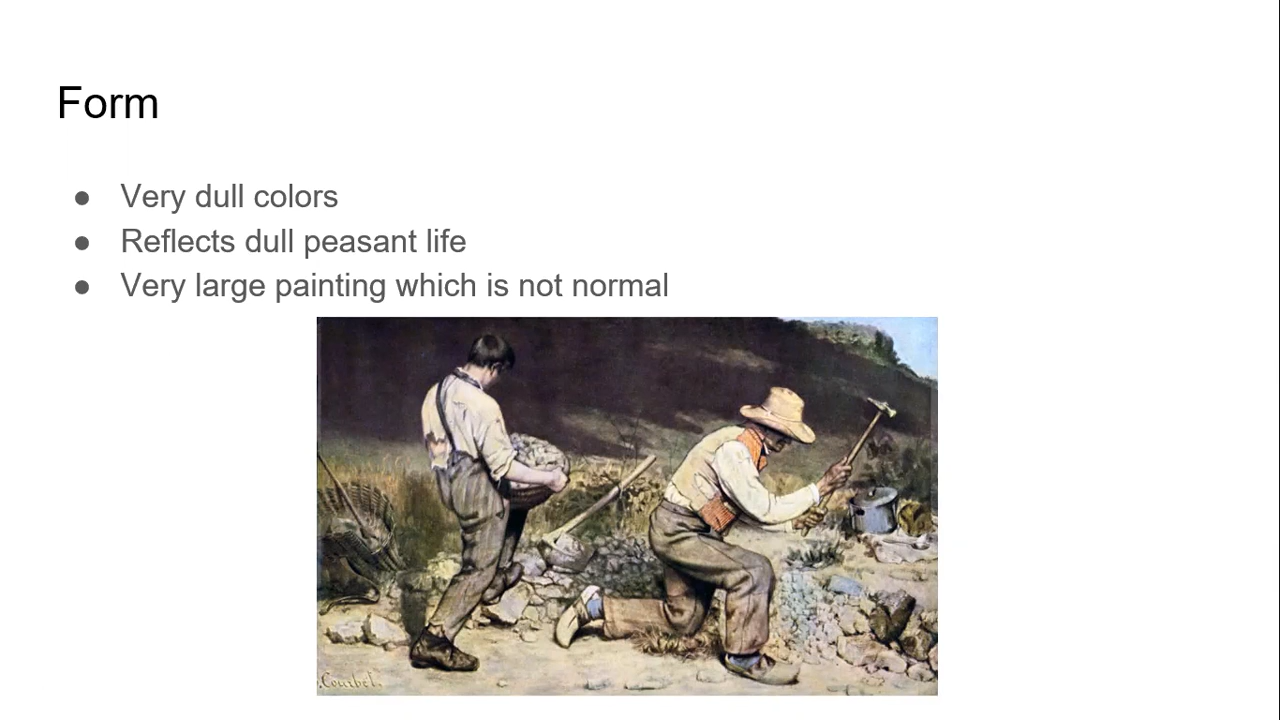 Form
● Very dull colors
● Reflects dull peasant life
● Very large painting which is not normal
Courbet.